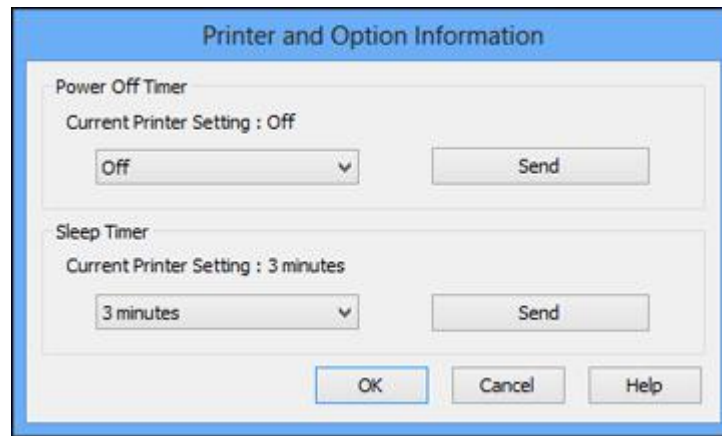 Printer and Option Information
Power Off Timer
Current Printer Setting : Off
Off
Send
Sleep Timer
Current Printer Setting : 3 minutes
3 minutes
Send
OK
Cancel
Help